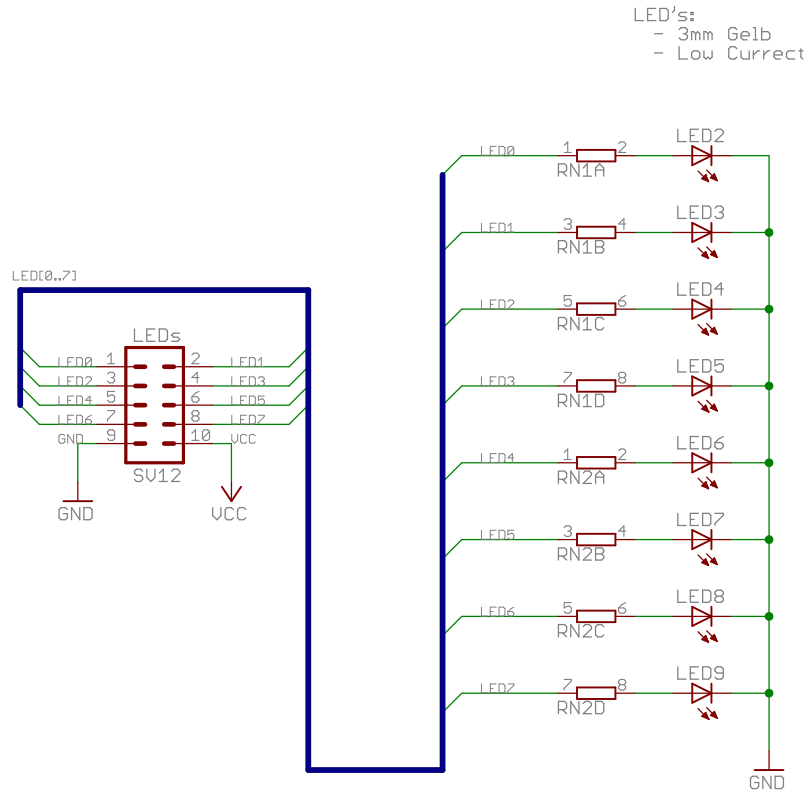 LED's:
- 3mm Gelb
- Low Currect
LED0 1 2 LED2
RN1A
LED1 3 4 LED3
RN1B
LED[0..7]
LED2 5 6 LED4
RN1C
LEDs
LED0 1 2 LED1
LED2 3 4 LED3
LED4 5 6 LED5
LED6 7 8 LED7
GND 9 10 VCC
SV12
GND VCC
LED3 7 8 LED5
RN1D
LED4 1 2 LED6
RN2A
LED5 3 4 LED7
RN2B
LED6 5 6 LED8
RN2C
LED7 7 8 LED9
RN2D
GND